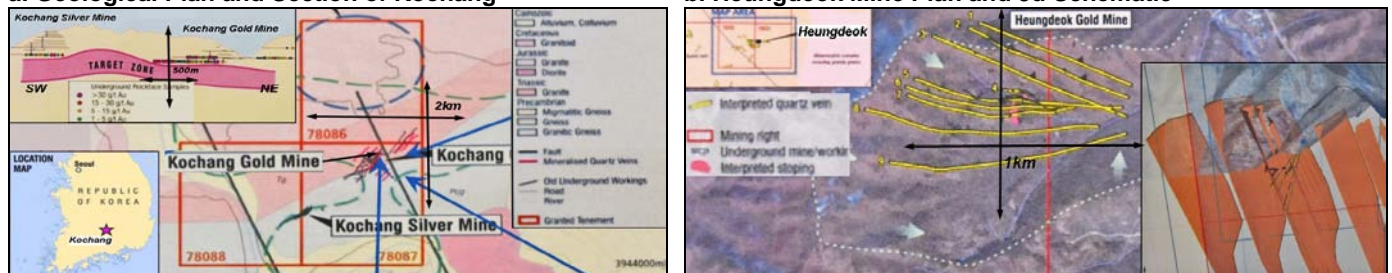 a. Geological Plan and Section of Kochang
Kochang Silver Mine
Kochang Gold Mine
TARGET ZONE
500m
SW
NE
Underground Rockface Samples
>30 g/t Au
15 - 30 g/t Au
5 - 15 g/t Au
1 - 5 g/t Au
LOCATION
MAP
Seoul
REPUBLIC
OF KOREA
Kochang
78086
2km
Kochang Gold Mine
Kochang
Kochang Silver Mine
78088
78087
3944000m
Cainozoic
Alluvium, Colluvium
Cretaceous
Granitoid
Jurassic
Granite
Diorite
Triassic
Granite
Precambrian
Migmatitic Gneiss
Gneiss
Granitic Gneiss
Fault
Mineralised Quartz Veins
Old Underground Workings
Road
River
Granted Tenement
b. Heungdeok Mine Plan and 3d Schematic
MAP AREA
Heungdeok
Interpreted quartz vein
Mining right
Underground mine/workin
Interpreted stoping
Heungdeok Gold Mine
1km